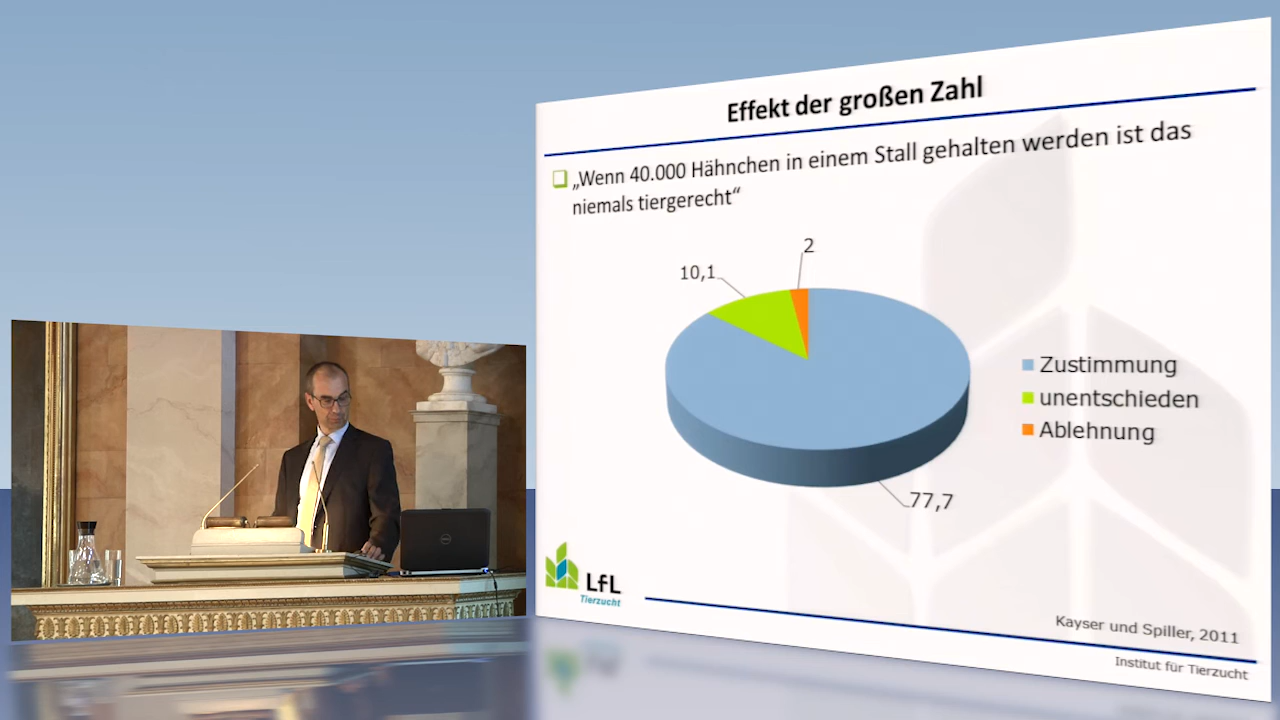 Effekt der großen Zahl
„Wenn 40.000 Hähnchen in einem Stall gehalten werden ist das
niemals tiergerecht“
2
10,1
77,7
Zustimmung
unentschieden
Ablehnung
LfL
Tierzucht
Kayser und Spiller, 2011
Institut für Tierzucht
DELL